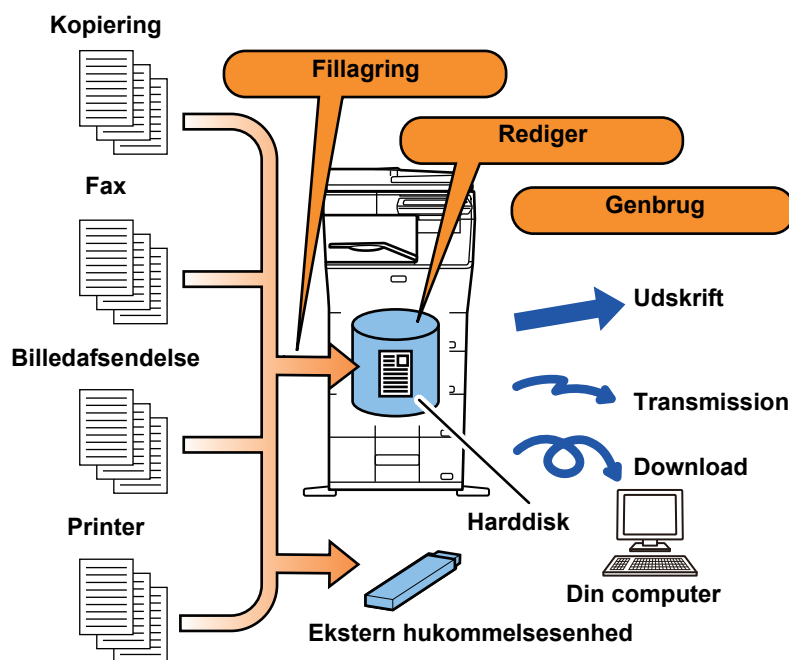 Kopiering
Fillagring
Rediger
Fax
Genbrug
Udskrift
Billedafsendelse
Transmission
Download
Printer
Harddisk
Din computer
Ekstern hukommelsesenhed